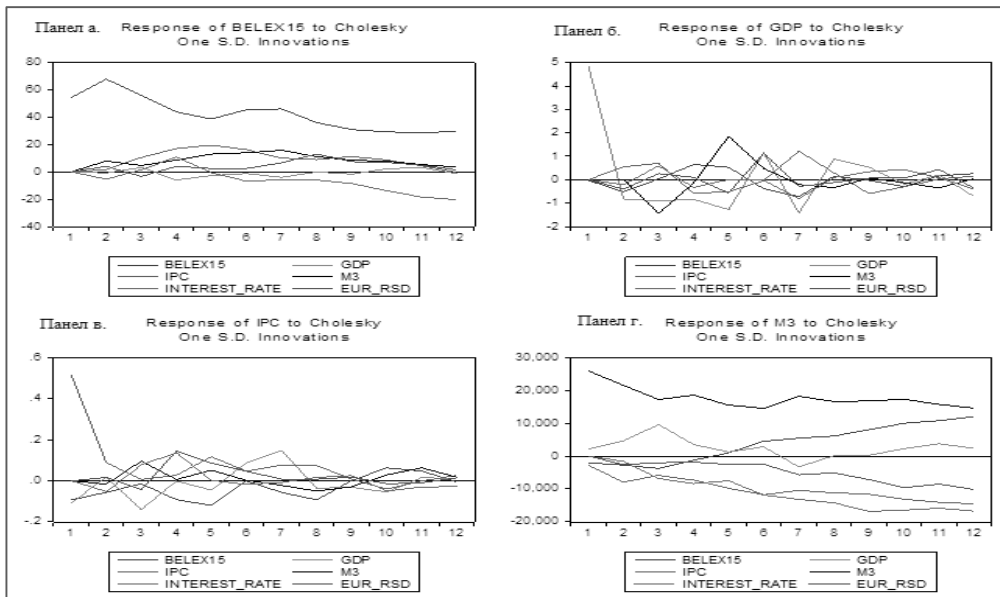 Панел а. Response of BELEX15 to Cholesky
One S.D. Innovations
80
60
40
20
0
-20
-40
1 2 3 4 5 6 7 8 9 10 11 12
BELEX15 GDP
IPC M3
INTEREST_RATE EUR_RSD
Панел б. Response of GDP to Cholesky
One S.D. Innovations
5
4
3
2
1
0
-1
-2
1 2 3 4 5 6 7 8 9 10 11 12
BELEX15 GDP
IPC M3
INTEREST_RATE EUR_RSD
Панел в. Response of IPC to Cholesky
One S.D. Innovations
.6
.4
.2
.0
-.2
1 2 3 4 5 6 7 8 9 10 11 12
BELEX15 GDP
IPC M3
INTEREST_RATE EUR_RSD
Панел г. Response of M3 to Cholesky
One S.D. Innovations
30,000
20,000
10,000
0
-10,000
-20,000
1 2 3 4 5 6 7 8 9 10 11 12
BELEX15 GDP
IPC M3
INTEREST_RATE EUR_RSD